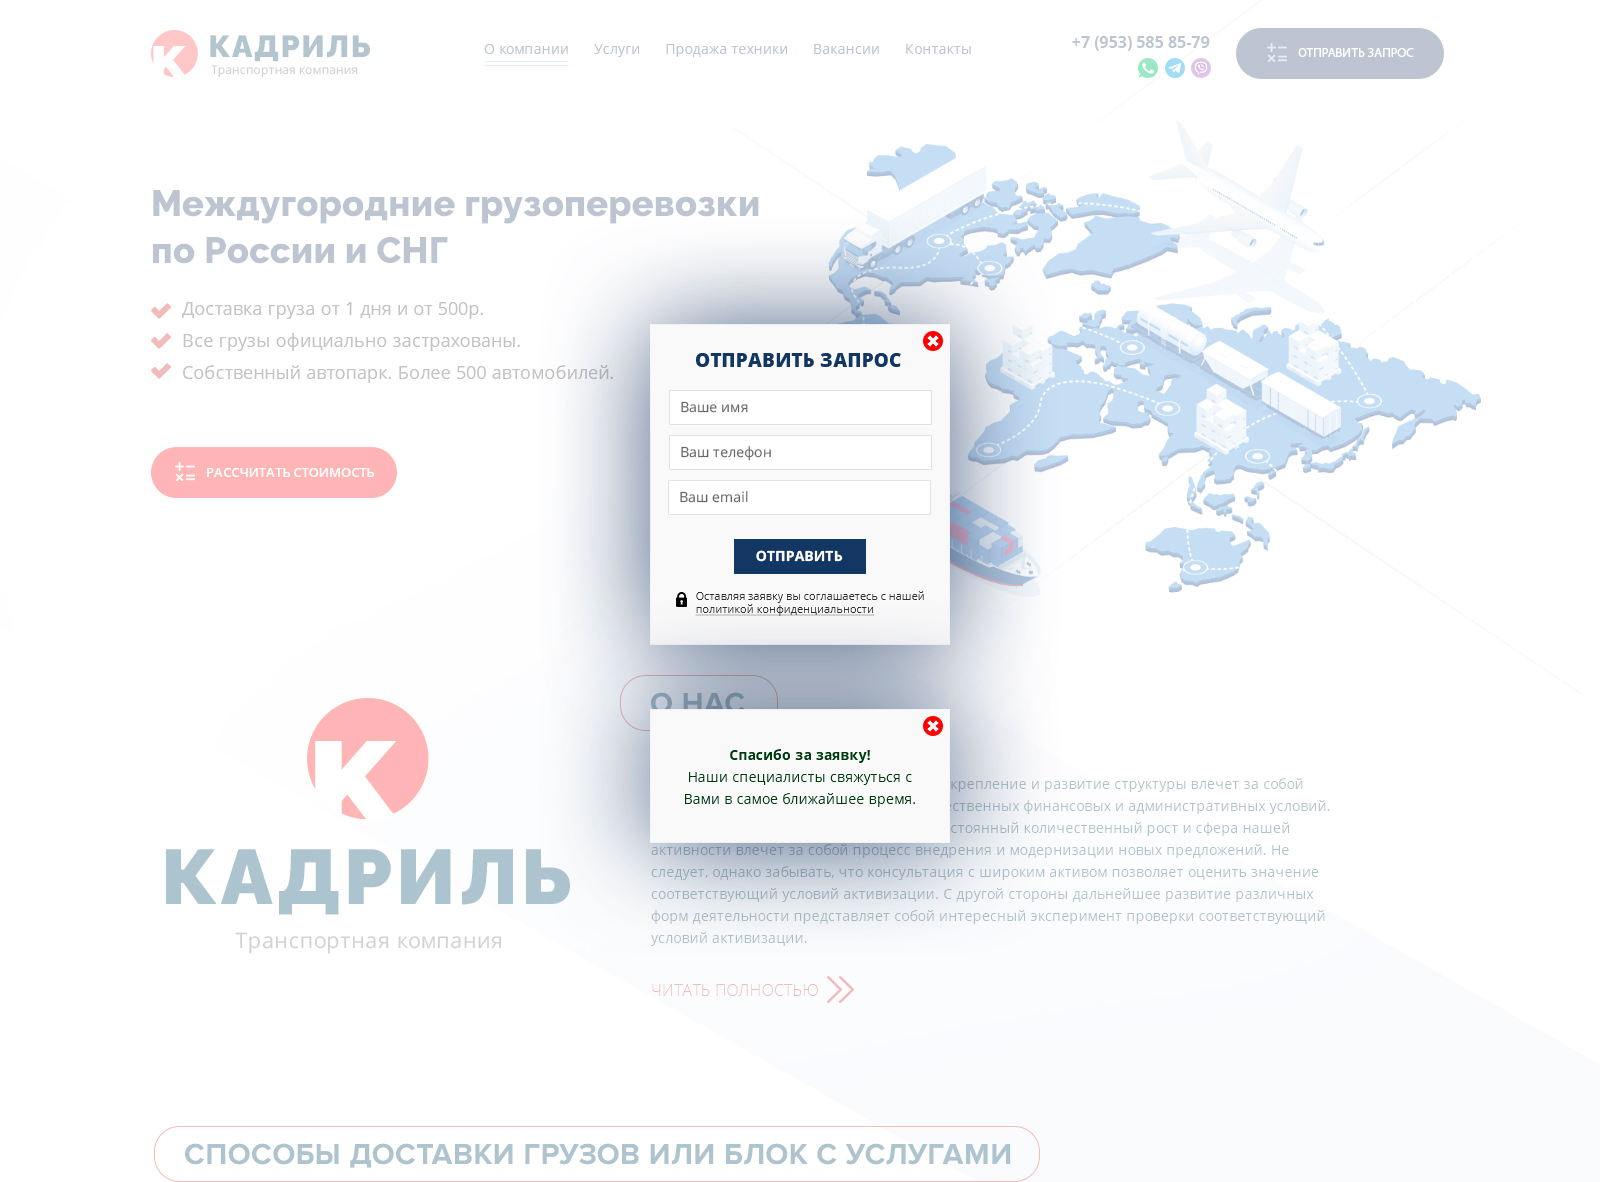 КАДРИЛЬ
Транспортная компания
О компании
Услуги
Продажа техники
Вакансии
Контакты
+7 (953) 585 85-79
ОТПРАВИТЬ ЗАПРОС
Междугородние грузоперевозки
по России и СНГ
Доставка груза от 1 дня и от 500р.
Все грузы официально застрахованы.
Собственный автопарк. Более 500 автомобилей.
РАССЧИТАТЬ СТОИМОСТЬ
ОТПРАВИТЬ ЗАПРОС
Ваше имя
Ваш телефон
Ваш email
ОТПРАВИТЬ
Оставляя заявку вы соглашаетесь с нашей
политикой конфиденциальности
КАДРИЛЬ
Транспортная компания
О НАС
Спасибо за заявку!
Наши специалисты свяжуться с
Вами в самое ближайшее время.
и развитие структуры влечет за собой
финансовых и административных условий.
количественный рост и сфера нашей
активности влечет за собой процесс внедрения и модернизации новых предложений. Не
следует, однако забывать, что консультация с широким активом позволяет оценить значение
соответствующий условий активизации. С другой стороны дальнейшее развитие различных
форм деятельности представляет собой интересный эксперимент проверки соответствующий
условий активизации.
ЧИТАТЬ ПОЛНОСТЬЮ
СПОСОБЫ ДОСТАВКИ ГРУЗОВ ИЛИ БЛОК С УСЛУГАМИ